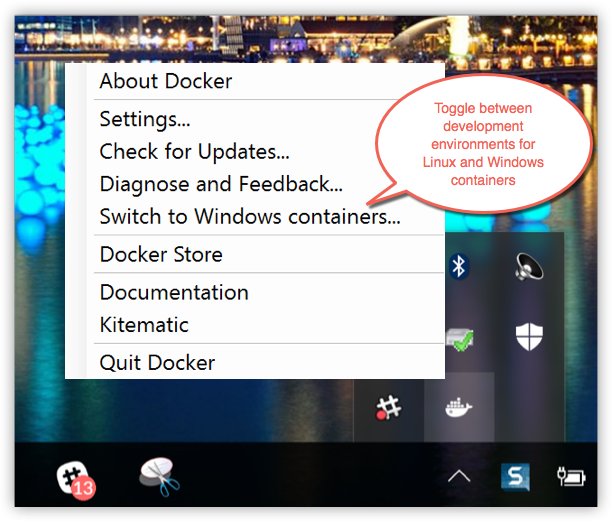 About Docker
Settings...
Check for Updates...
Diagnose and Feedback...
Switch to Windows containers...
Docker Store
Documentation
Kitematic
Quit Docker
Toggle between
development
environments for
Linux and Windows
containers
13
S